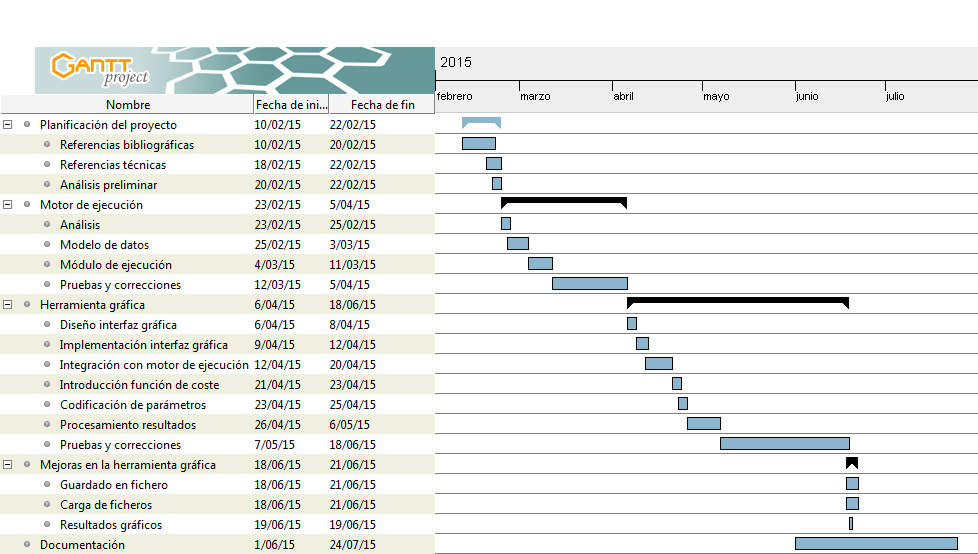 GANTT project
2015
febrero marzo abril mayo junio julio
Nombre Fecha de ini... Fecha de fin
Planificación del proyecto 10/02/15 22/02/15
Referencias bibliográficas 10/02/15 20/02/15
Referencias técnicas 18/02/15 22/02/15
Análisis preliminar 20/02/15 22/02/15
Motor de ejecución 23/02/15 5/04/15
Análisis 23/02/15 25/02/15
Modelo de datos 25/02/15 3/03/15
Módulo de ejecución 4/03/15 11/03/15
Pruebas y correcciones 12/03/15 5/04/15
Herramienta gráfica 6/04/15 18/06/15
Diseño interfaz gráfica 6/04/15 8/04/15
Implementación interfaz gráfica 9/04/15 12/04/15
Integración con motor de ejecución 12/04/15 20/04/15
Introducción función de coste 21/04/15 23/04/15
Codificación de parámetros 23/04/15 25/04/15
Procesamiento resultados 26/04/15 6/05/15
Pruebas y correcciones 7/05/15 18/06/15
Mejoras en la herramienta gráfica 18/06/15 21/06/15
Guardado en fichero 18/06/15 21/06/15
Carga de ficheros 18/06/15 21/06/15
Resultados gráficos 19/06/15 19/06/15
Documentación 1/06/15 24/07/15